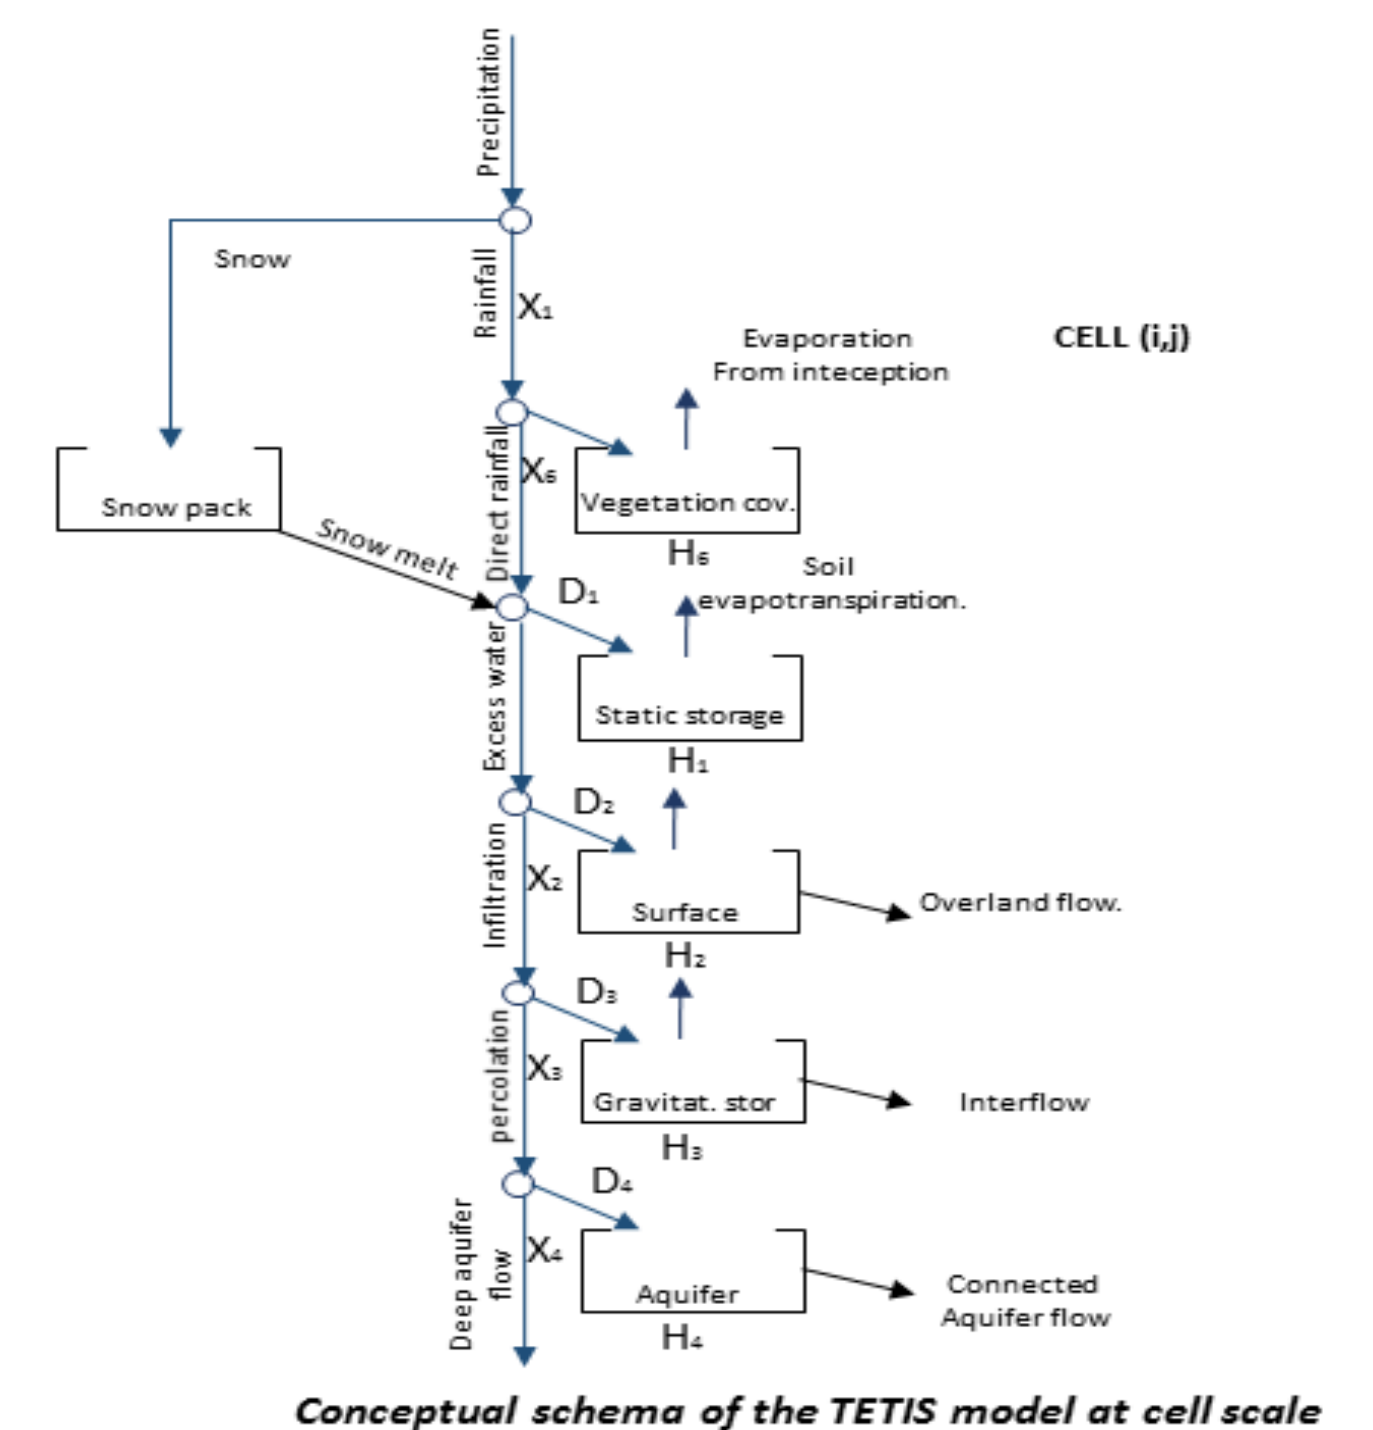 Precipitation
Snow
Rainfall
X₁
Evaporation
From inteception
CELL (i,j)
Direct rainfall
X₆
Snow pack
Vegetation cov.
H₆
Snow melt
D₁
Soil
evapotranspiration.
Excess water
Static storage
H₁
D₂
Infiltration
X₂
Surface
Overland flow.
H₂
D₃
percolation
X₃
Gravitat. stor
Interflow
H₃
D₄
Deep aquifer
flow
X₄
Aquifer
Connected
Aquifer flow
H₄
Conceptual schema of the TETIS model at cell scale